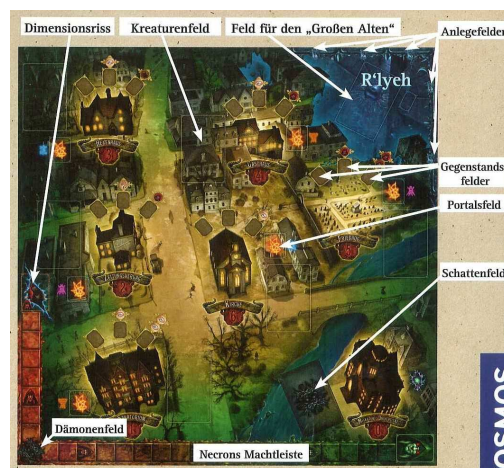 Dimensionsriss
Kreaturenfeld
Feld für den „Großen Alten“
Anlegefelder
R'lyeh
Gegenstands-
felder
Portalsfeld
Schattenfeld
Dämonenfeld
Necrons Machtleiste
KOSMOS